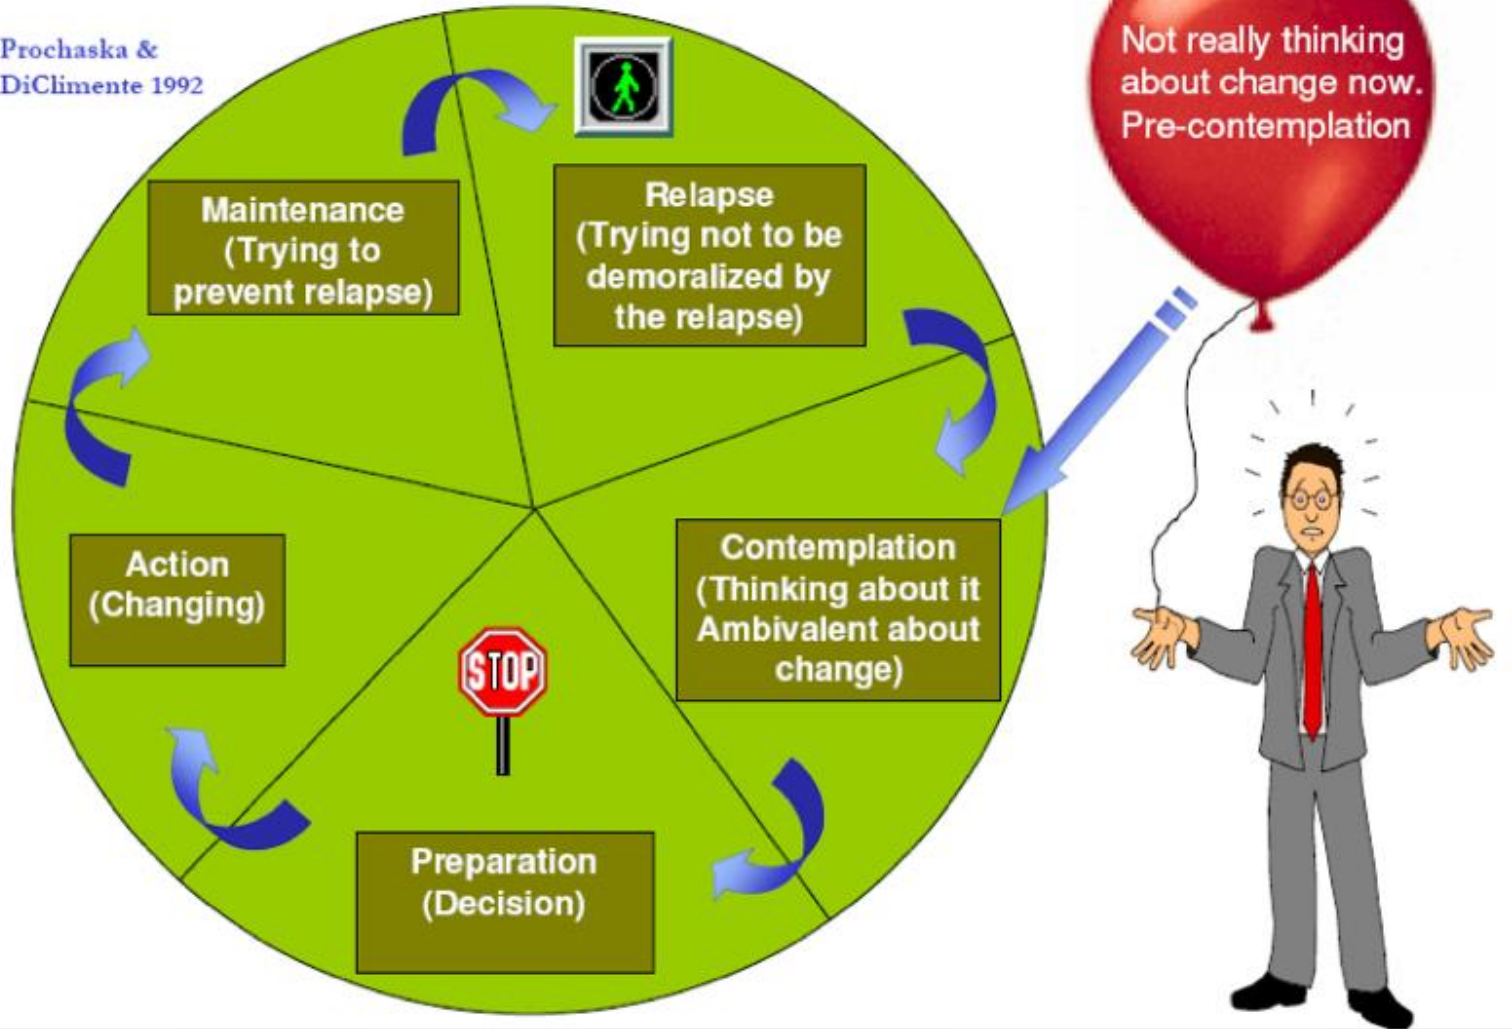 Prochaska &
DiClimente 1992
Not really thinking
about change now.
Pre-contemplation
Maintenance
(Trying to
prevent relapse)
Relapse
(Trying not to be
demoralized by
the relapse)
Action
(Changing)
Contemplation
(Thinking about it
Ambivalent about
change)
STOP
Preparation
(Decision)